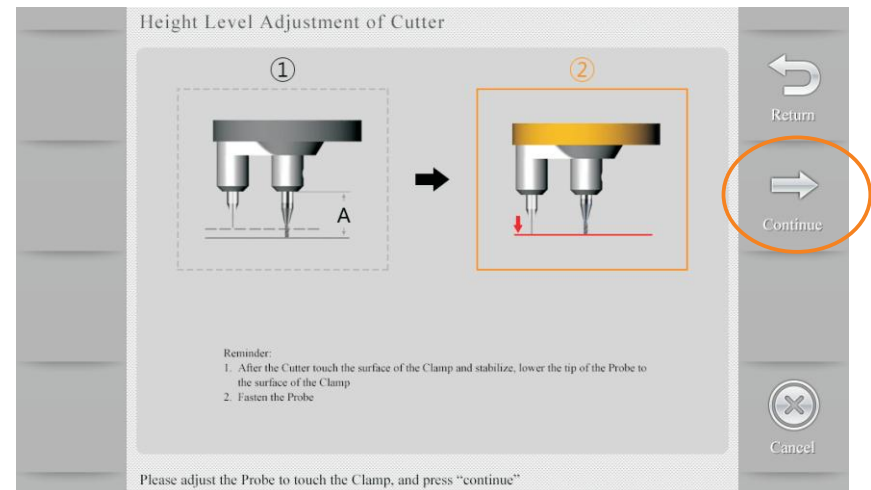 Height Level Adjustment of Cutter
①
②
Return
A
Continue
Reminder:
1. After the Cutter touch the surface of the Clamp and stabilize, lower the tip of the Probe to
the surface of the Clamp
2. Fasten the Probe
Cancel
Please adjust the Probe to touch the Clamp, and press “continue”